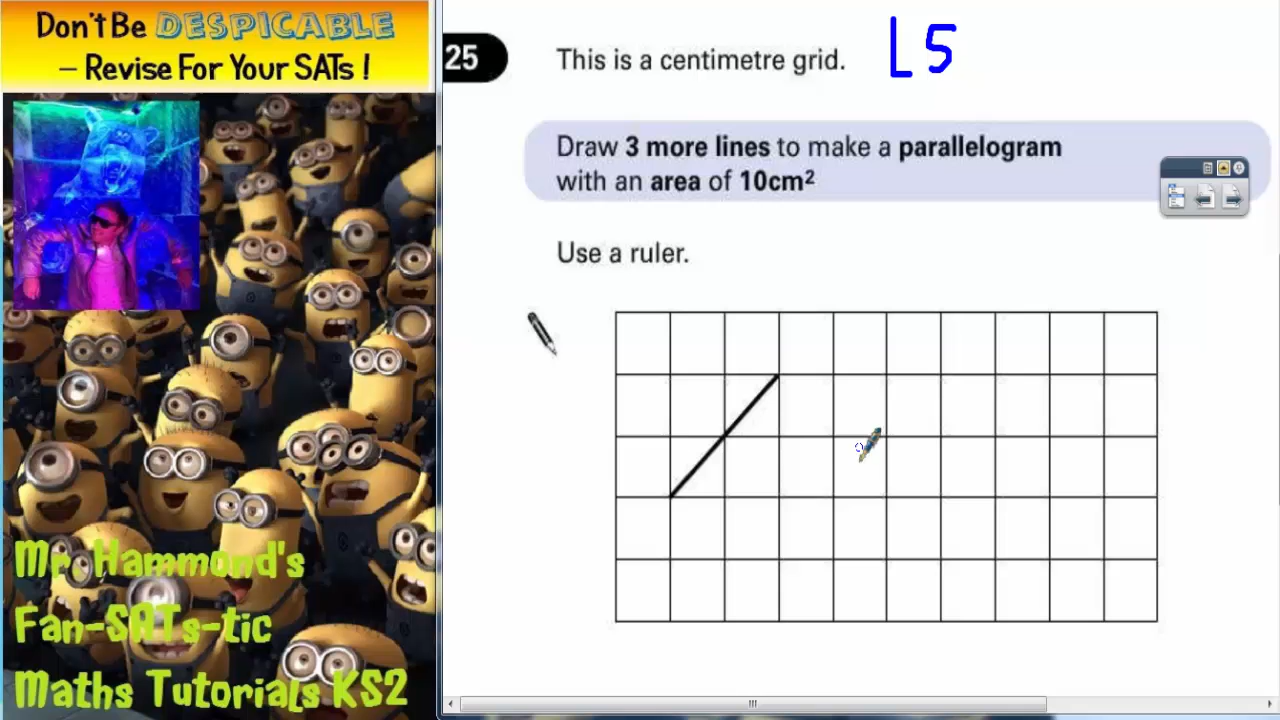 Don't Be DESPICABLE
– Revise For Your SATs !
Mr. Hammond's
Fan-SATs-tic
Maths Tutorials KS2
25
This is a centimetre grid.
L5
Draw 3 more lines to make a parallelogram
with an area of 10cm²
Use a ruler.